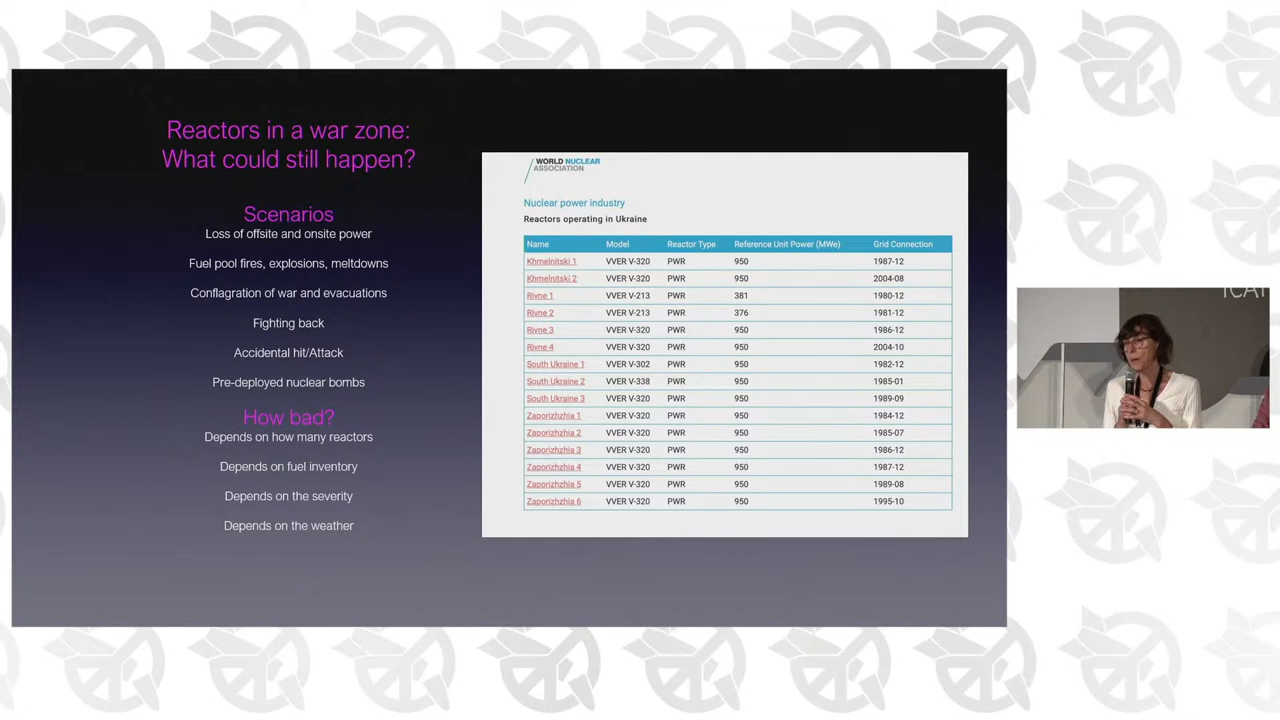 Reactors in a war zone:
What could still happen?
Scenarios
Loss of offsite and onsite power
Fuel pool fires, explosions, meltdowns
Conflagration of war and evacuations
Fighting back
Accidental hit/Attack
Pre-deployed nuclear bombs
How bad?
Depends on how many reactors
Depends on fuel inventory
Depends on the severity
Depends on the weather
WORLD NUCLEAR
ASSOCIATION
Nuclear power industry
Reactors operating in Ukraine
Name Model Reactor Type Reference Unit Power (MWe) Grid Connection
Khmelnitski 1 VVER V-320 PWR 950 1987-12
Khmelnitski 2 VVER V-320 PWR 950 2004-08
Rivne 1 VVER V-213 PWR 381 1980-12
Rivne 2 VVER V-213 PWR 376 1981-12
Rivne 3 VVER V-320 PWR 950 1986-12
Rivne 4 VVER V-320 PWR 950 2004-10
South Ukraine 1 VVER V-302 PWR 950 1982-12
South Ukraine 2 VVER V-338 PWR 950 1985-01
South Ukraine 3 VVER V-320 PWR 950 1989-09
Zaporizhzhia 1 VVER V-320 PWR 950 1984-12
Zaporizhzhia 2 VVER V-320 PWR 950 1985-07
Zaporizhzhia 3 VVER V-320 PWR 950 1986-12
Zaporizhzhia 4 VVER V-320 PWR 950 1987-12
Zaporizhzhia 5 VVER V-320 PWR 950 1989-08
Zaporizhzhia 6 VVER V-320 PWR 950 1995-10